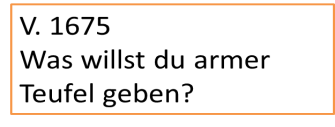 V. 1675
Was willst du armer
Teufel geben?